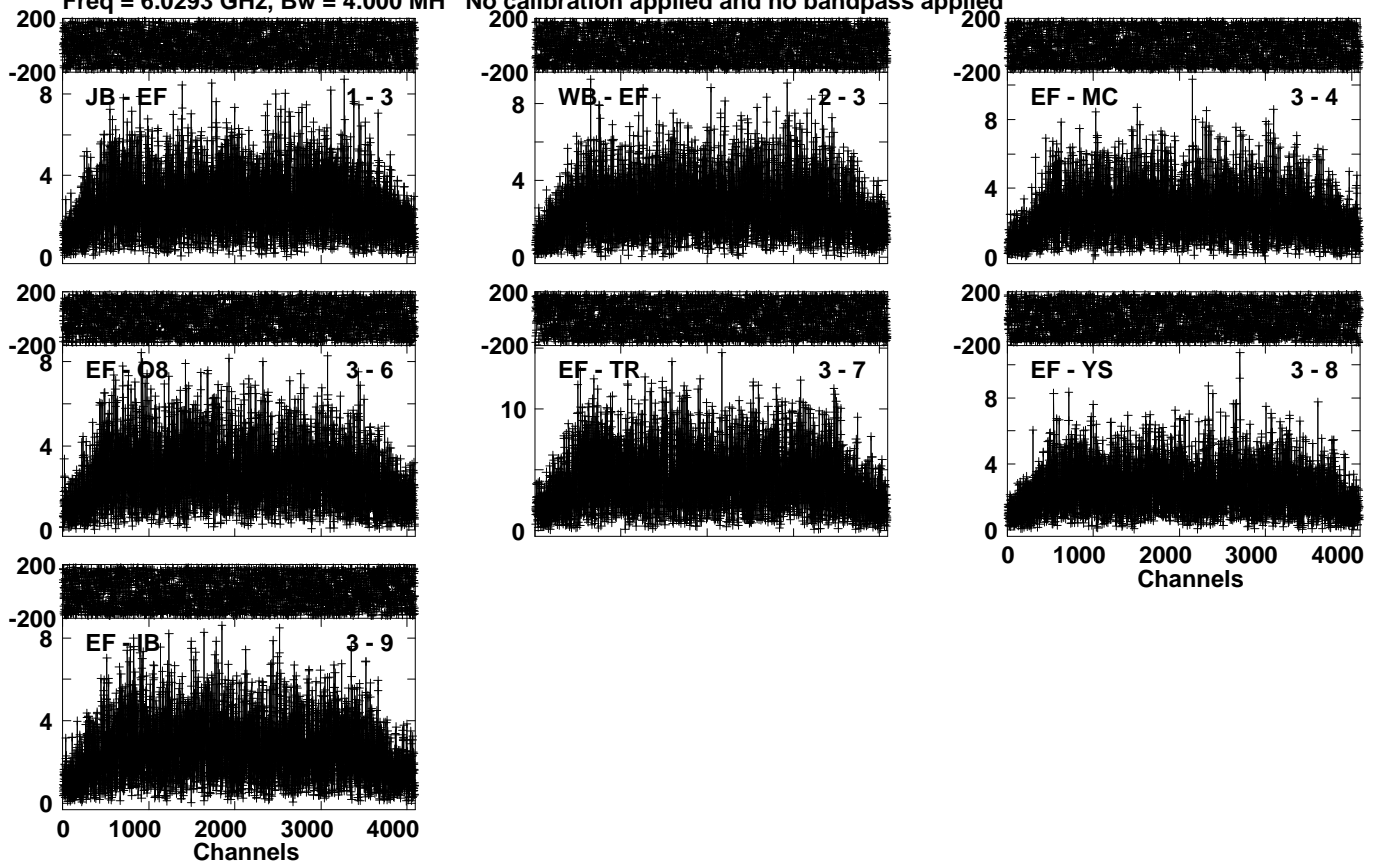 Freq = 6.0293 GHz, Bw = 4.000 MH   No calibration applied and no bandpass applied
200
-200
8
4
0
JB - EF
1 - 3
200
-200
8
4
0
WB - EF
2 - 3
200
-200
8
4
0
EF - MC
3 - 4
200
-200
8
4
0
EF - O8
3 - 6
200
-200
10
0
EF - TR
3 - 7
200
-200
8
4
0
EF - YS
3 - 8
0 1000 2000 3000 4000
Channels
200
-200
8
4
0
EF - IB
3 - 9
0 1000 2000 3000 4000
Channels